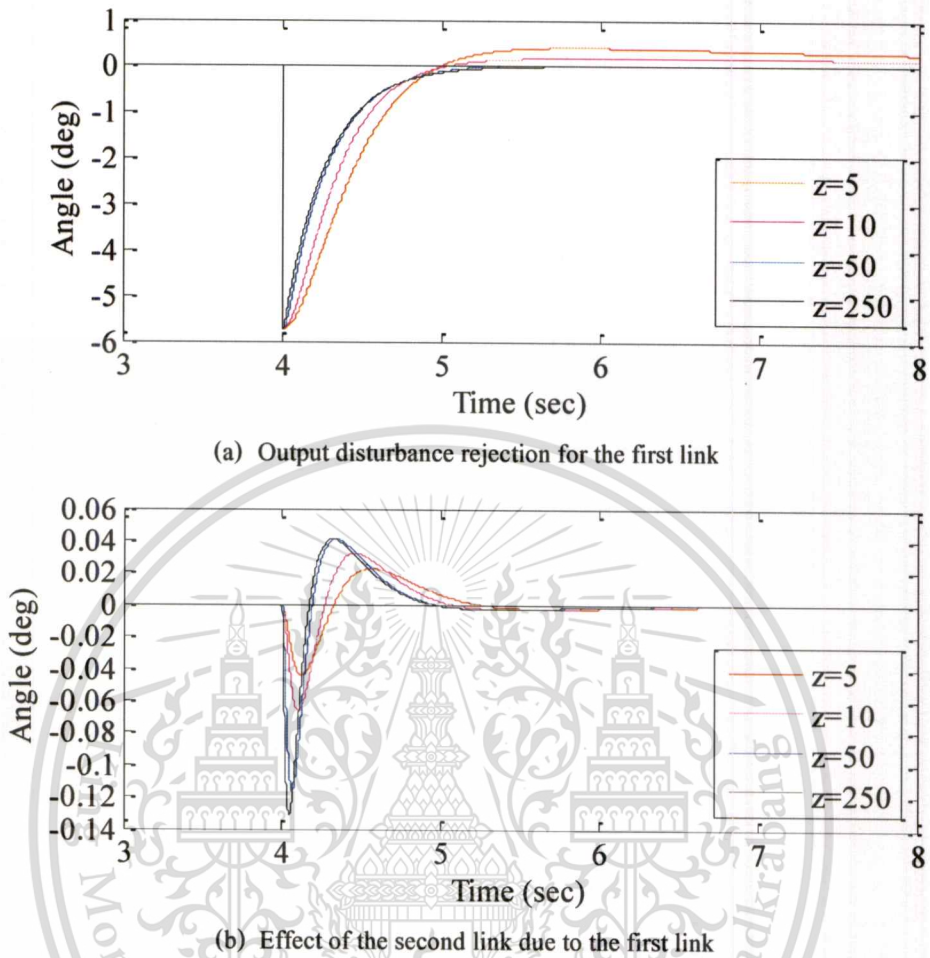 1
0
-1
-2
-3
-4
-5
-6
Angle (deg)
3 4 5 6 7 8
Time (sec)
z=5
z=10
z=50
z=250
(a) Output disturbance rejection for the first link
0.06
0.04
0.02
0
-0.02
-0.04
-0.06
-0.08
-0.1
-0.12
-0.14
Angle (deg)
3 4 5 6 7 8
Time (sec)
z=5
z=10
z=50
z=250
(b) Effect of the second link due to the first link